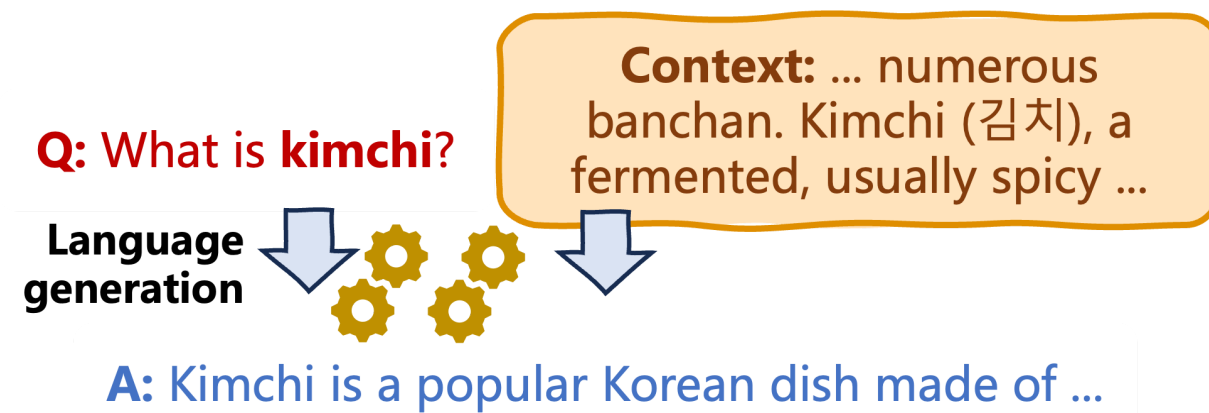 Q: What is kimchi?
Context: ... numerous
banchan. Kimchi (김치), a
fermented, usually spicy ...
Language
generation
A: Kimchi is a popular Korean dish made of ...